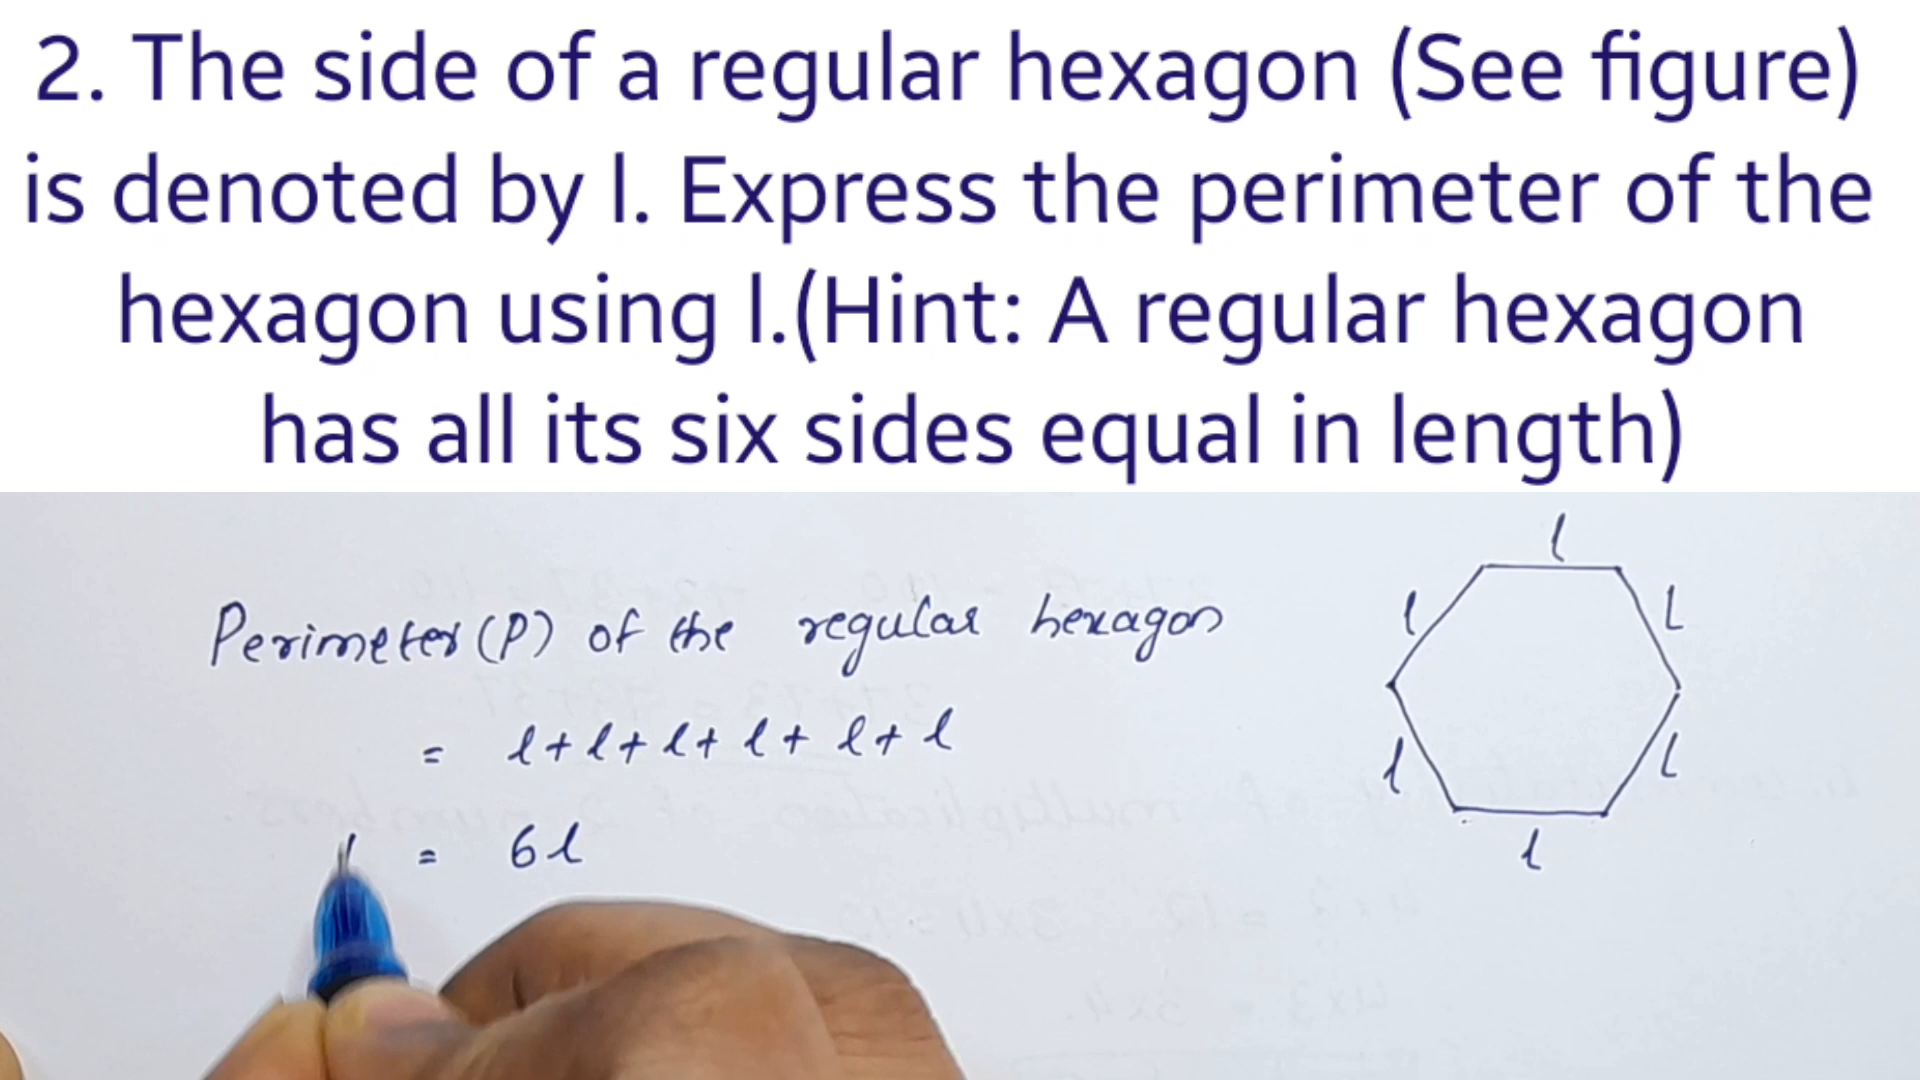 2. The side of a regular hexagon (See figure)
is denoted by l. Express the perimeter of the
hexagon using l.(Hint: A regular hexagon
has all its six sides equal in length)
l
Perimeter (P) of the regular hexagon
l
l
= l + l + l + l + l + l
l
l
= 6l
l